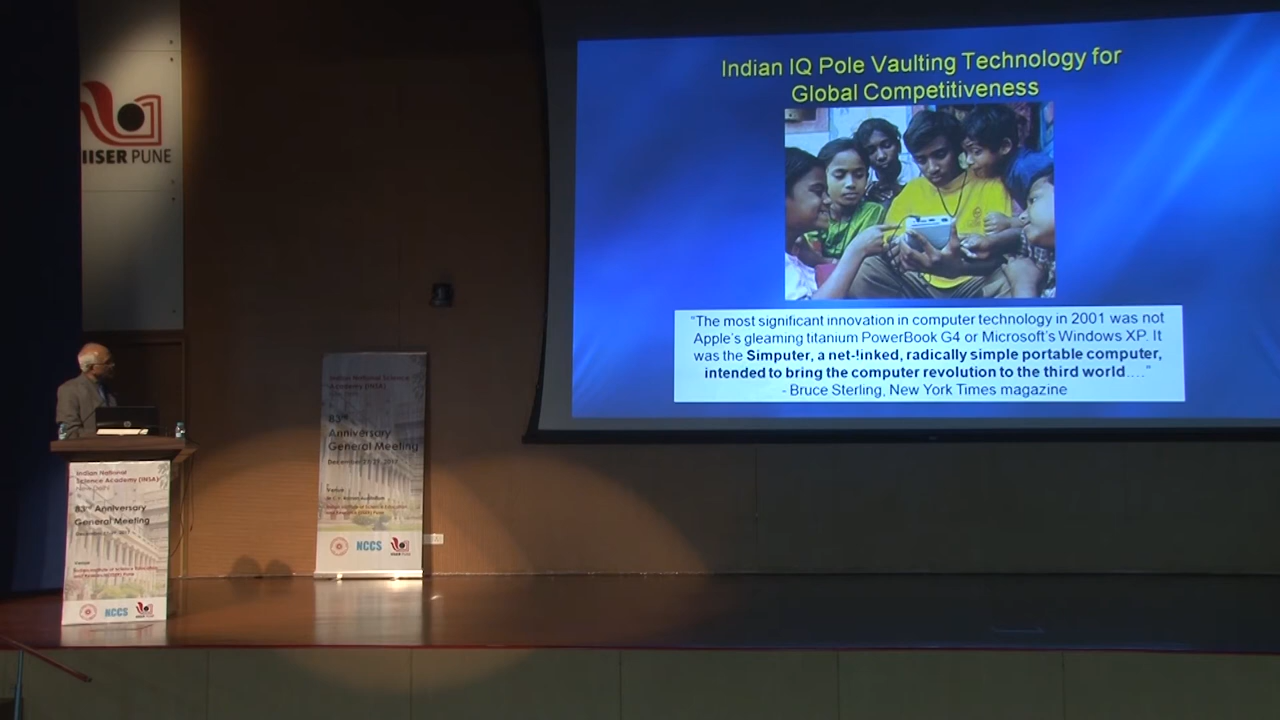 IISER PUNE
Indian IQ Pole Vaulting Technology for
Global Competitiveness
"The most significant innovation in computer technology in 2001 was not
Apple's gleaming titanium PowerBook G4 or Microsoft's Windows XP. It
was the Simputer, a net-linked, radically simple portable computer,
intended to bring the computer revolution to the third world...."
- Bruce Sterling, New York Times magazine
Indian National Science
Academy (INSA)
83rd
Anniversary
General Meeting
Venue
NCCS
Indian National
Science Academy (INSA)
New Delhi
83rd Anniversary
General Meeting
Venue
NCCS